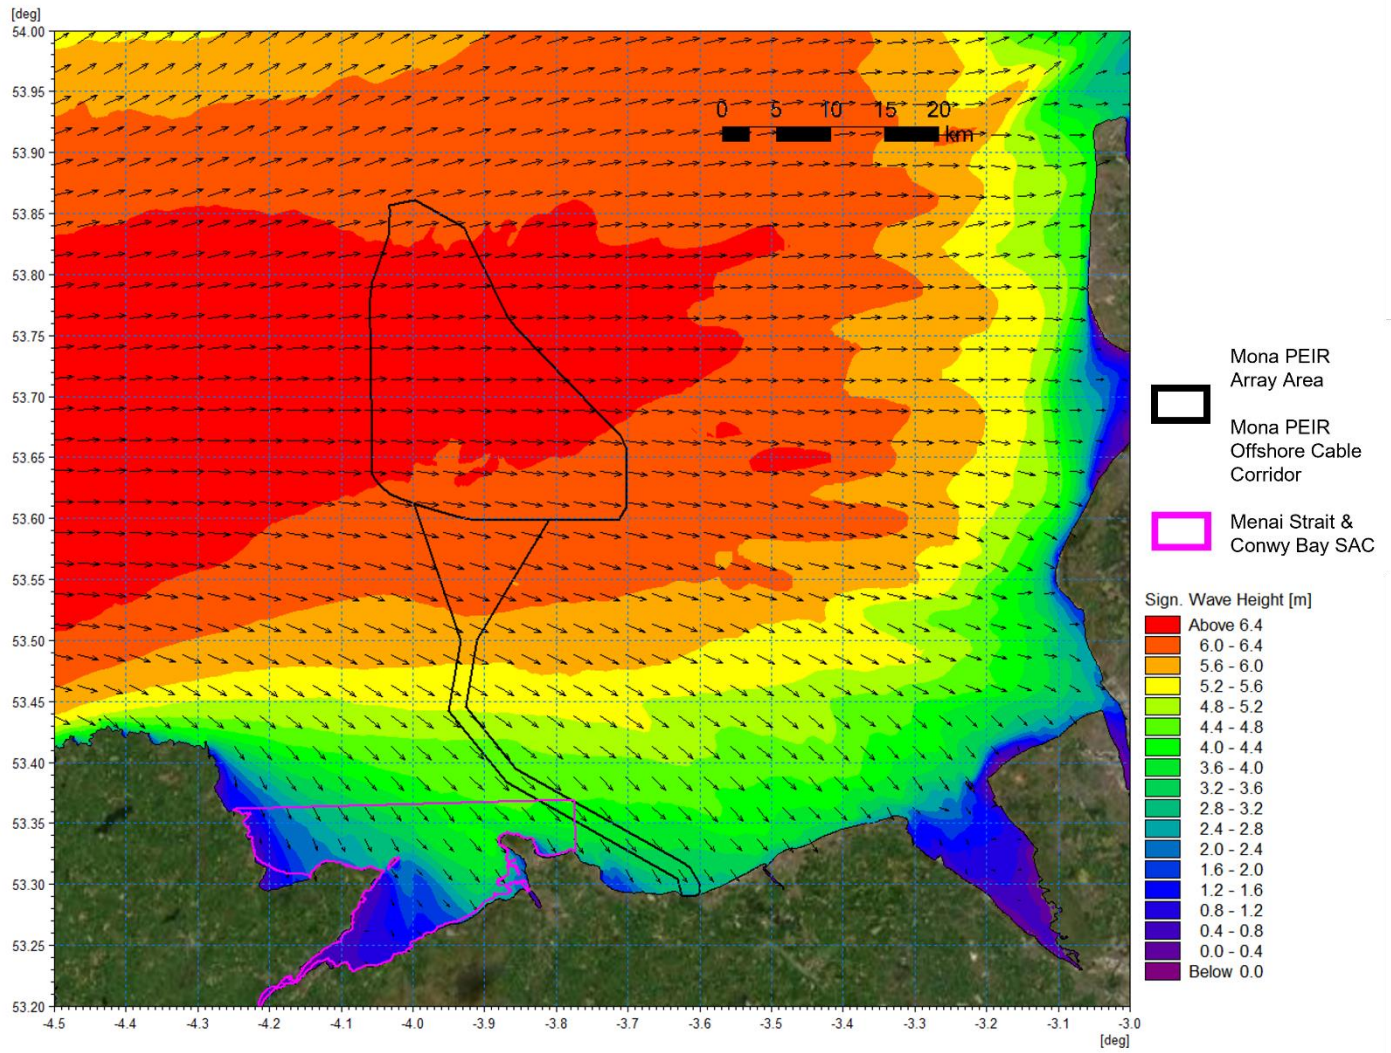 [deg]
54.00
53.95
53.90
53.85
53.80
53.75
53.70
53.65
53.60
53.55
53.50
53.45
53.40
53.35
53.30
53.25
53.20
-4.5 -4.4 -4.3 -4.2 -4.1 -4.0 -3.9 -3.8 -3.7 -3.6 -3.5 -3.4 -3.3 -3.2 -3.1 -3.0
[deg]
0 5 10 15 20
km
Mona PEIR
Array Area
Mona PEIR
Offshore Cable
Corridor
Menai Strait &
Conwy Bay SAC
Sign. Wave Height [m]
Above 6.4
6.0 - 6.4
5.6 - 6.0
5.2 - 5.6
4.8 - 5.2
4.4 - 4.8
4.0 - 4.4
3.6 - 4.0
3.2 - 3.6
2.8 - 3.2
2.4 - 2.8
2.0 - 2.4
1.6 - 2.0
1.2 - 1.6
0.8 - 1.2
0.4 - 0.8
0.0 - 0.4
Below 0.0